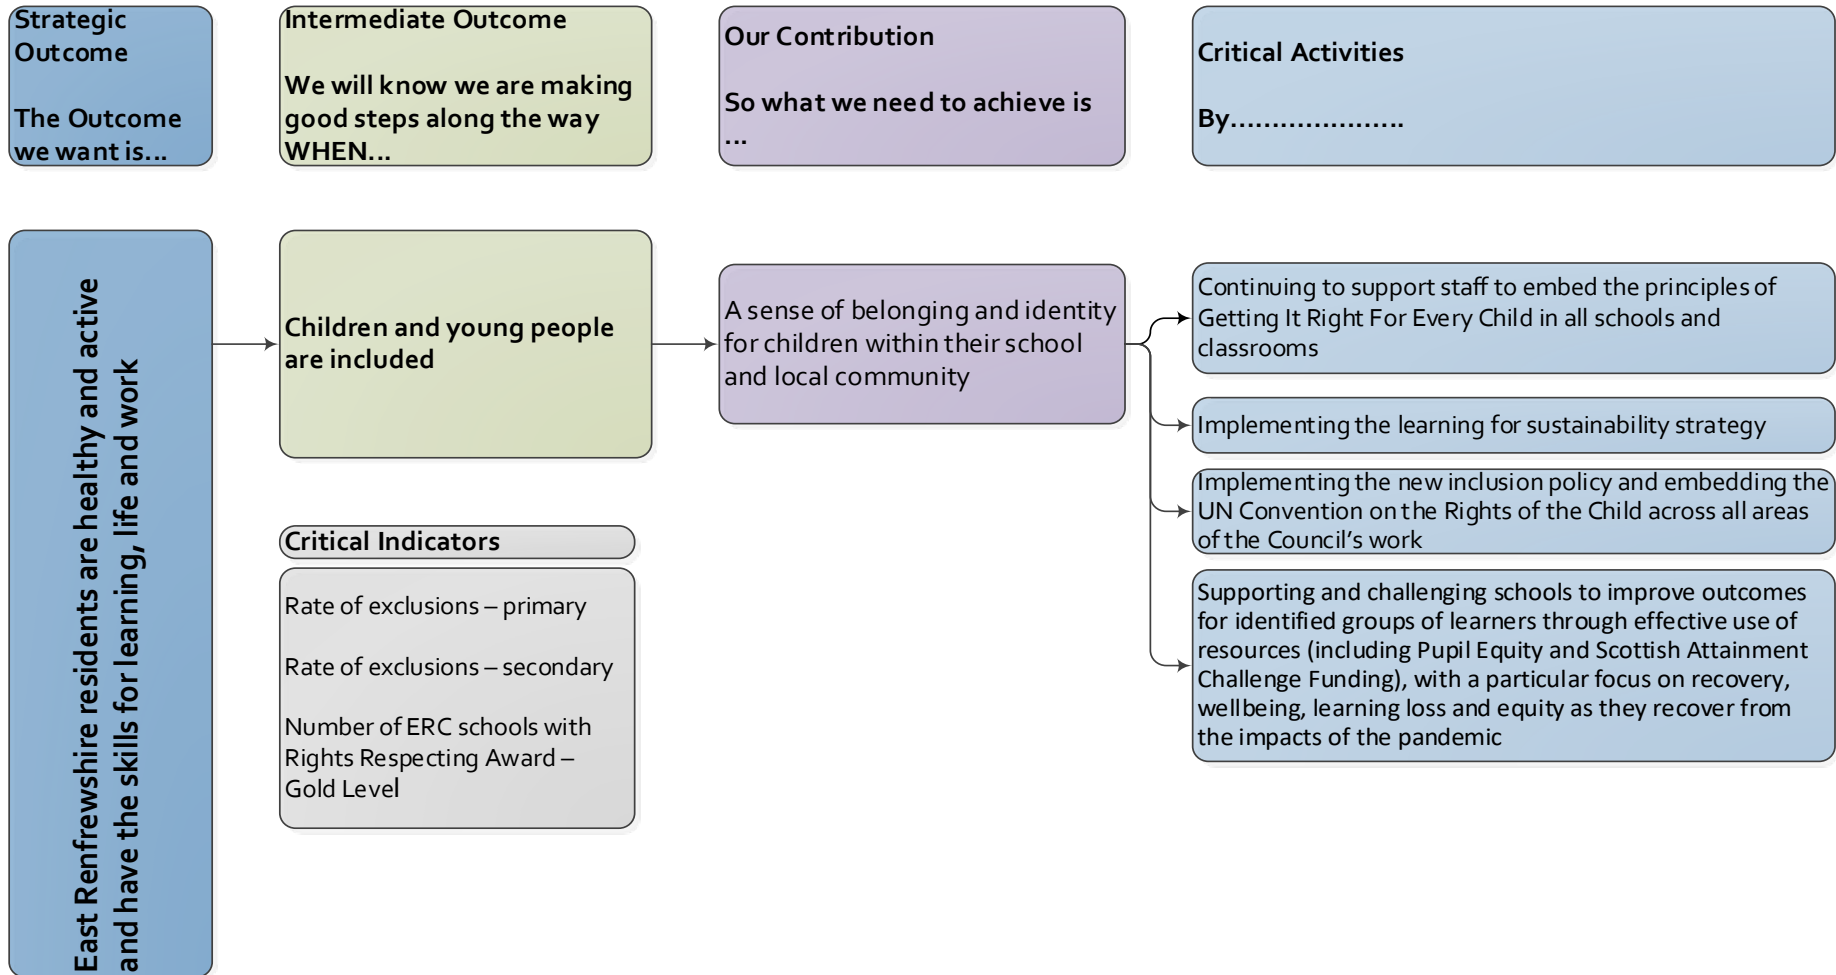 Strategic
Outcome
The Outcome
we want is...
Intermediate Outcome
We will know we are making
good steps along the way
WHEN...
Our Contribution
So what we need to achieve is
...
Critical Activities
By.....................
East Renfrewshire residents are healthy and active
and have the skills for learning, life and work
Children and young people
are included
Critical Indicators
Rate of exclusions – primary
Rate of exclusions – secondary
Number of ERC schools with
Rights Respecting Award –
Gold Level
A sense of belonging and identity
for children within their school
and local community
Continuing to support staff to embed the principles of
Getting It Right For Every Child in all schools and
classrooms
Implementing the learning for sustainability strategy
Implementing the new inclusion policy and embedding the
UN Convention on the Rights of the Child across all areas
of the Council’s work
Supporting and challenging schools to improve outcomes
for identified groups of learners through effective use of
resources (including Pupil Equity and Scottish Attainment
Challenge Funding), with a particular focus on recovery,
wellbeing, learning loss and equity as they recover from
the impacts of the pandemic